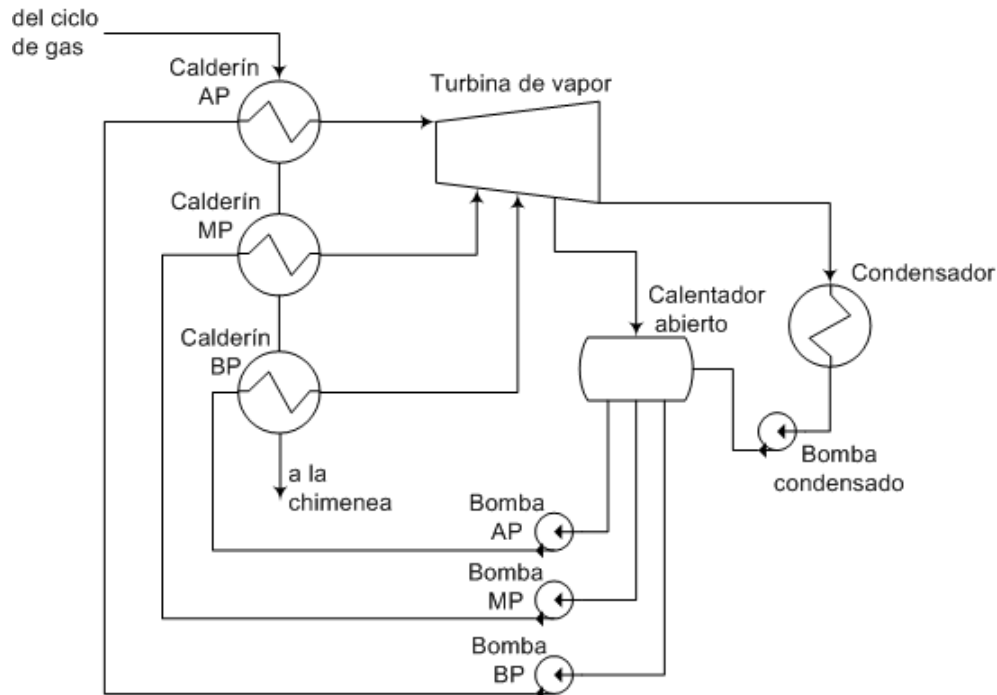 del ciclo
de gas
Calderín
AP
Turbina de vapor
Calderín
MP
Condensador
Calentador
abierto
Calderín
BP
a la
chimenea
Bomba
condensado
Bomba
AP
Bomba
MP
Bomba
BP